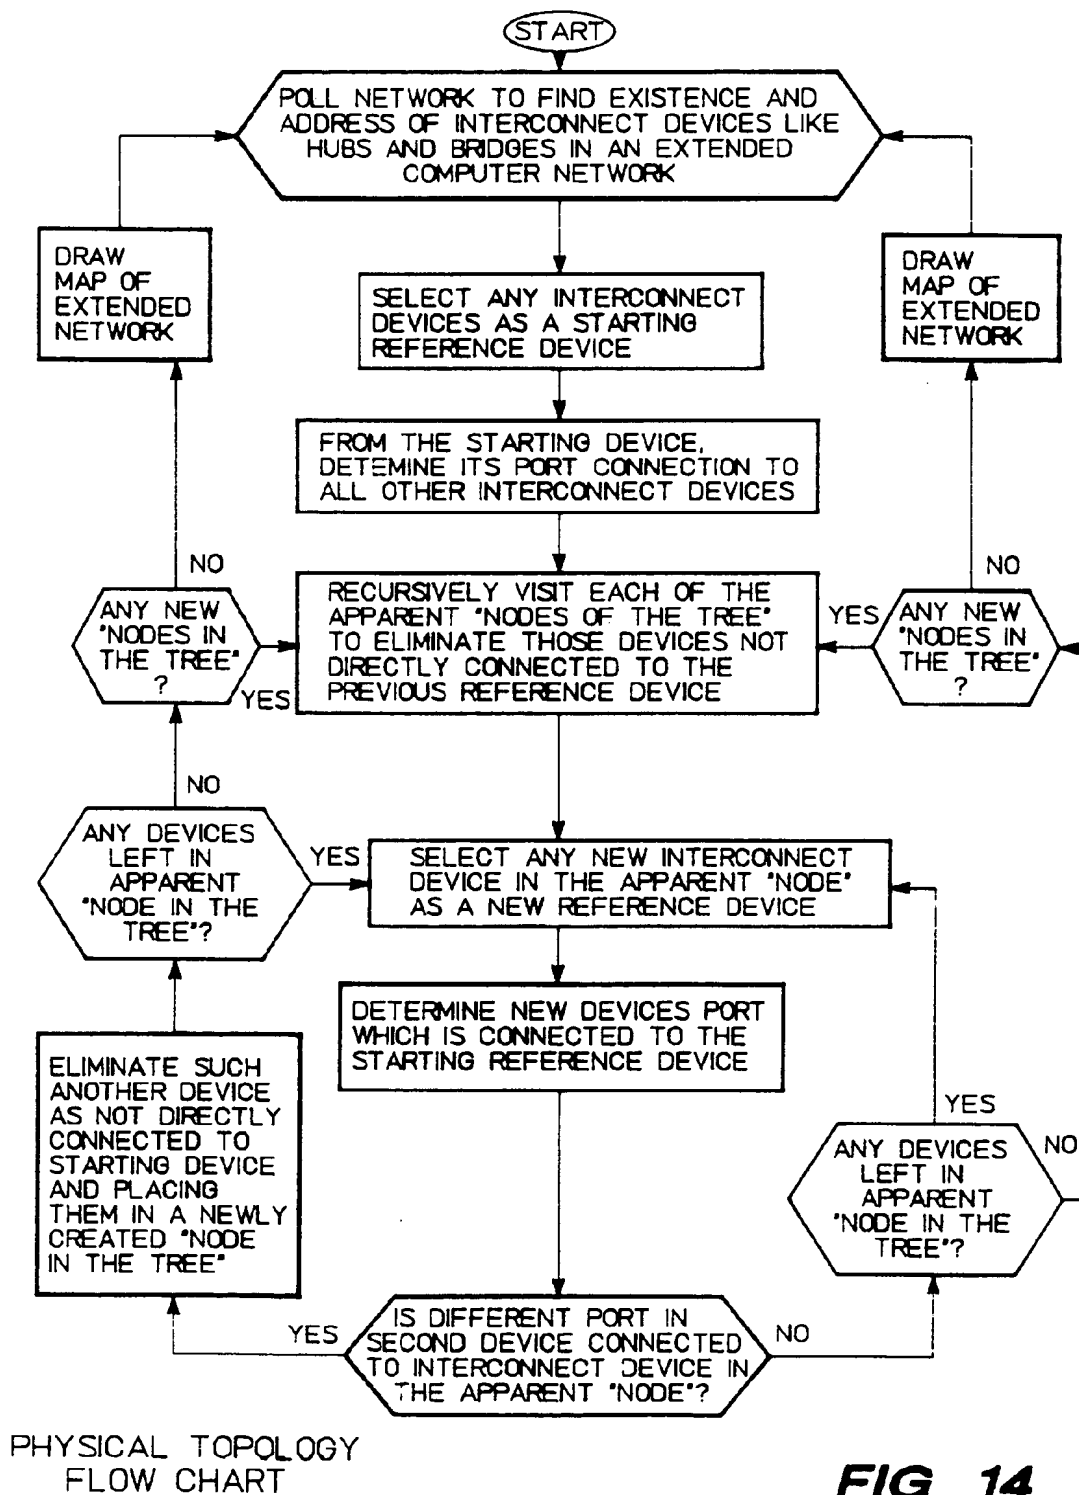 START
POLL NETWORK TO FIND EXISTENCE AND
ADDRESS OF INTERCONNECT DEVICES LIKE
HUBS AND BRIDGES IN AN EXTENDED
COMPUTER NETWORK
DRAW
MAP OF
EXTENDED
NETWORK
DRAW
MAP OF
EXTENDED
NETWORK
SELECT ANY INTERCONNECT
DEVICES AS A STARTING
REFERENCE DEVICE
FROM THE STARTING DEVICE,
DETEMINE ITS PORT CONNECTION TO
ALL OTHER INTERCONNECT DEVICES
NO
NO
ANY NEW
"NODES IN
THE TREE"
?
YES
RECURSIVELY VISIT EACH OF THE
APPARENT "NODES OF THE TREE"
TO ELIMINATE THOSE DEVICES NOT
DIRECTLY CONNECTED TO THE
PREVIOUS REFERENCE DEVICE
YES
ANY NEW
"NODES IN
THE TREE"
?
NO
ANY DEVICES
LEFT IN
APPARENT
"NODE IN THE
TREE"?
YES
SELECT ANY NEW INTERCONNECT
DEVICE IN THE APPARENT "NODE"
AS A NEW REFERENCE DEVICE
DETERMINE NEW DEVICES PORT
WHICH IS CONNECTED TO THE
STARTING REFERENCE DEVICE
ELIMINATE SUCH
ANOTHER DEVICE
AS NOT DIRECTLY
CONNECTED TO
STARTING DEVICE
AND PLACING
THEM IN A NEWLY
CREATED "NODE
IN THE TREE"
YES
NO
ANY DEVICES
LEFT IN
APPARENT
"NODE IN THE
TREE"?
YES
IS DIFFERENT PORT IN
SECOND DEVICE CONNECTED
TO INTERCONNECT DEVICE IN
THE APPARENT "NODE"?
NO
PHYSICAL TOPOLOGY
FLOW CHART
FIG 14